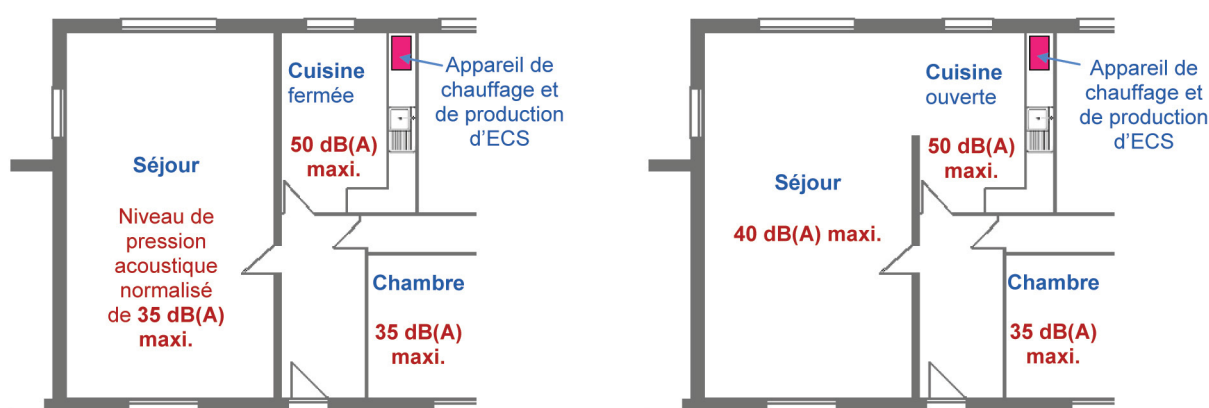 Cuisine
fermée
50 dB(A)
maxi.
Appareil de
chauffage et
de production
d’ECS
Séjour
Niveau de
pression
acoustique
normalisé
de 35 dB(A)
maxi.
Chambre
35 dB(A)
maxi.
Cuisine
ouverte
50 dB(A)
maxi.
Appareil de
chauffage et
de production
d’ECS
Séjour
40 dB(A) maxi.
Chambre
35 dB(A)
maxi.